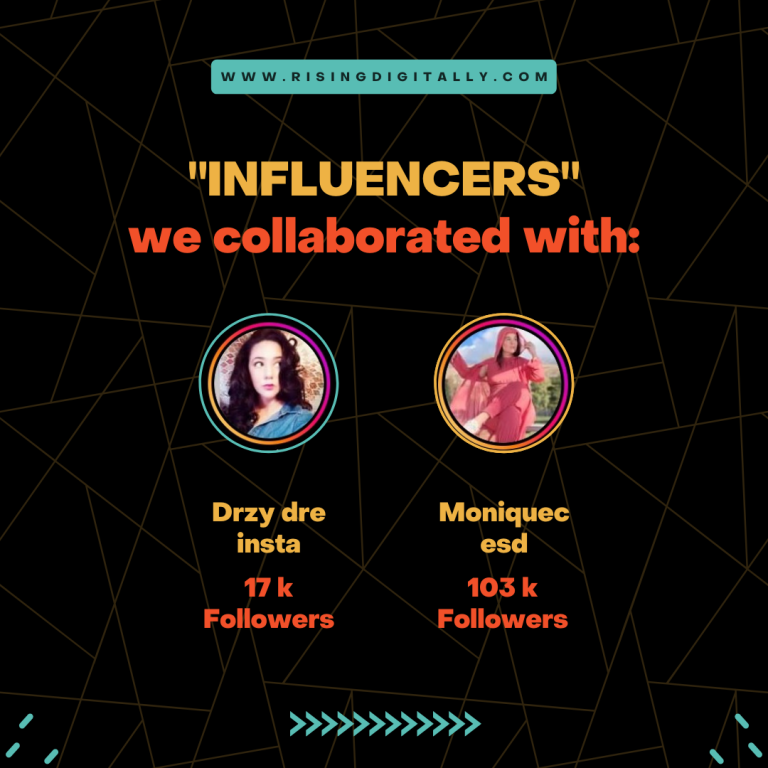 WWW.RISINGDIGITALLY.COM
"INFLUENCERS"
we collaborated with:
Drzy dre
insta
17 k
Followers
Moniquec
esd
103 k
Followers